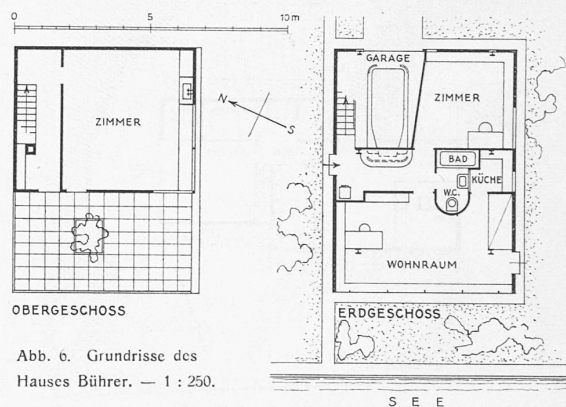 0 5 10 m
GARAGE
ZIMMER
N
S
ZIMMER
BAD
KÜCHE
W.C.
WOHNRAUM
OBERGESCHOSS
ERDGESCHOSS
Abb. 6. Grundrisse des
Hauses Bührer. — 1 : 250.
SEE